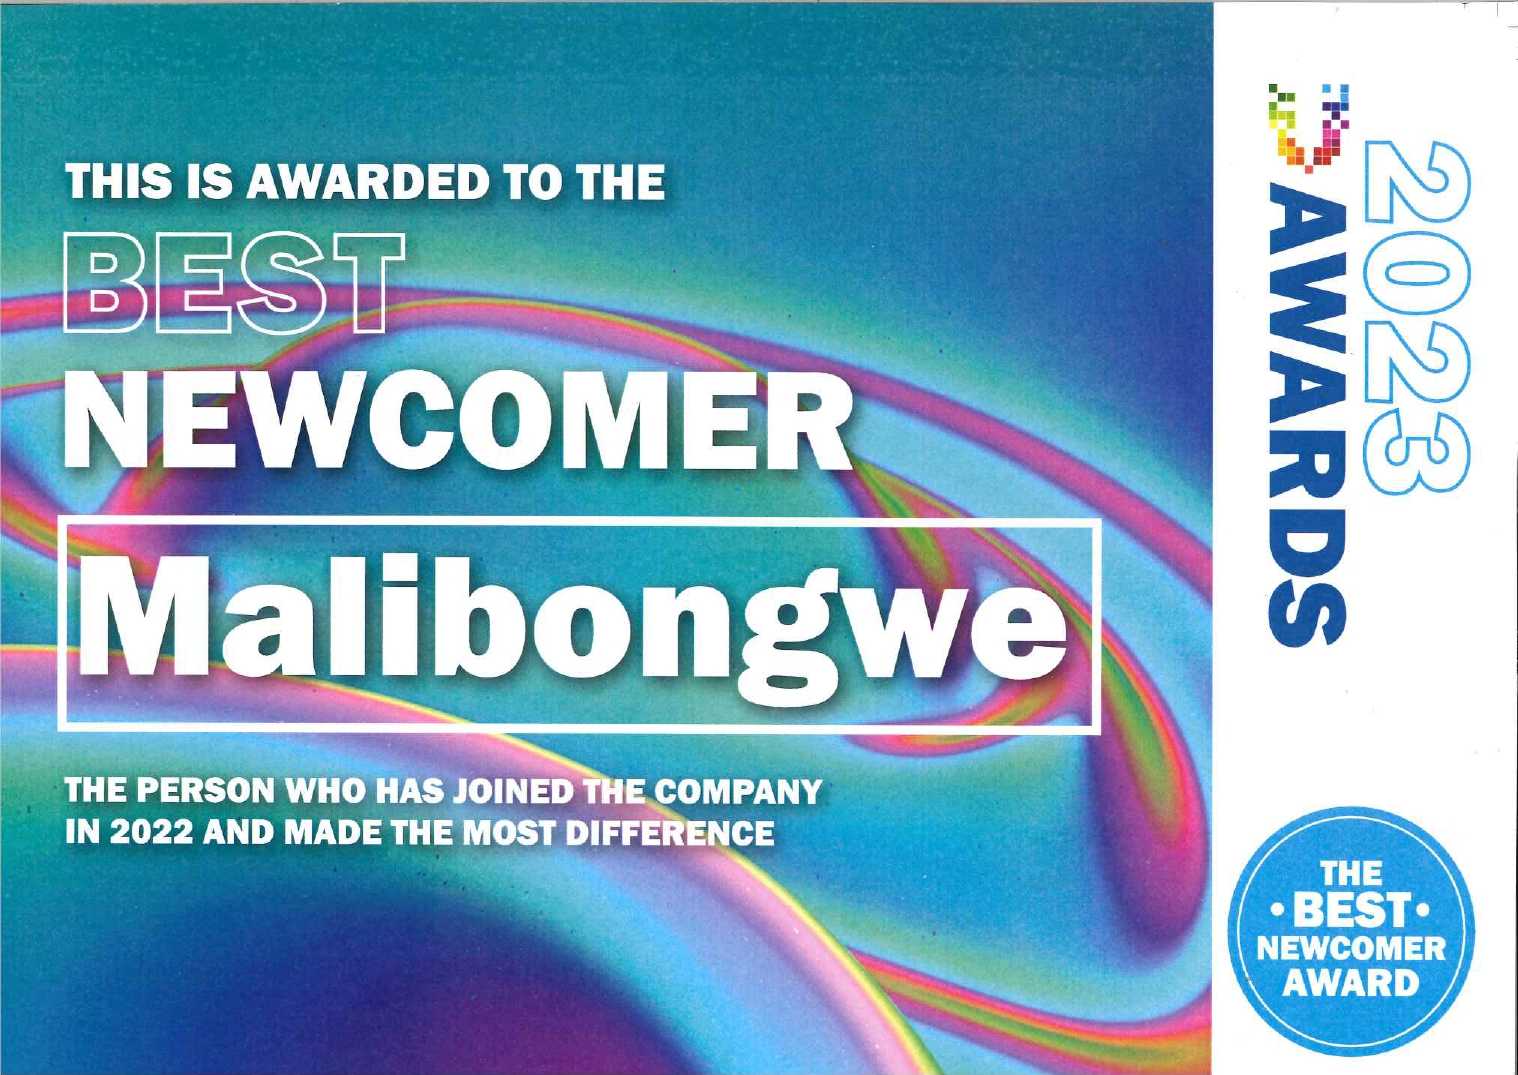 THIS IS AWARDED TO THE
BEST
NEWCOMER
Malibongwe
THE PERSON WHO HAS JOINED THE COMPANY
IN 2022 AND MADE THE MOST DIFFERENCE
2023
AWARDS
THE
• BEST •
NEWCOMER
AWARD